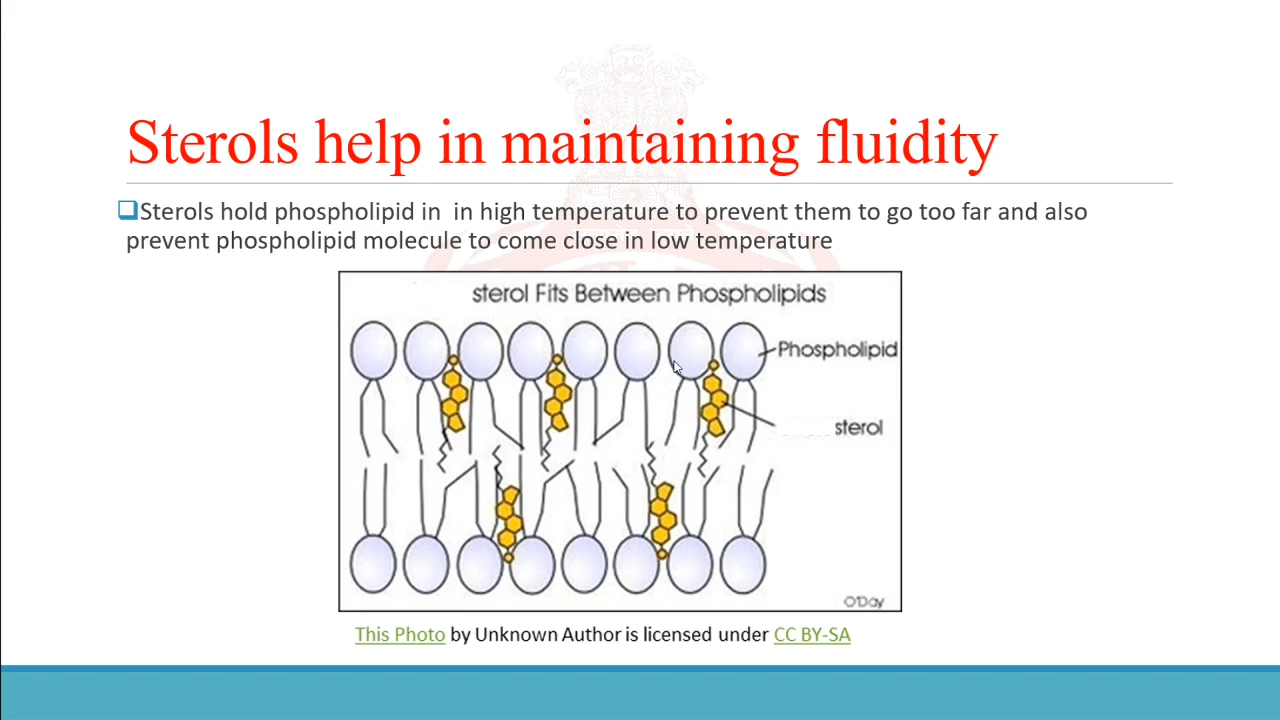 Sterols help in maintaining fluidity
❑Sterols hold phospholipid in in high temperature to prevent them to go too far and also
prevent phospholipid molecule to come close in low temperature
sterol Fits Between Phospholipids
Phospholipid
sterol
O'Day
This Photo by Unknown Author is licensed under CC BY-SA